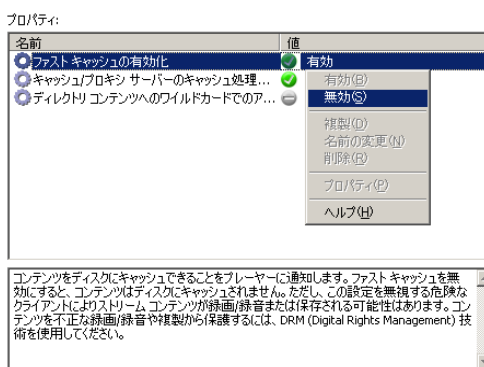 プロパティ:
名前 値
ファスト キャッシュの有効化 有効
キャッシュ/プロキシ サーバーのキャッシュ処理...
ディレクトリ コンテンツへのワイルドカードでのア...
有効(B)
無効(S)
複製(O)
名前の変更(N)
削除(R)
プロパティ(P)
ヘルプ(H)
コンテンツをディスクにキャッシュできることをプレーヤーに通知します。ファスト キャッシュを無
効にすると、コンテンツはディスクにキャッシュされません。ただし、この設定を無視する危険な
クライアントによりストリーム コンテンツが録画/録音または保存される可能性はあります。コン
テンツを不正な録画/録音や複製から保護するには、DRM (Digital Rights Management) 技
術を使用してください。